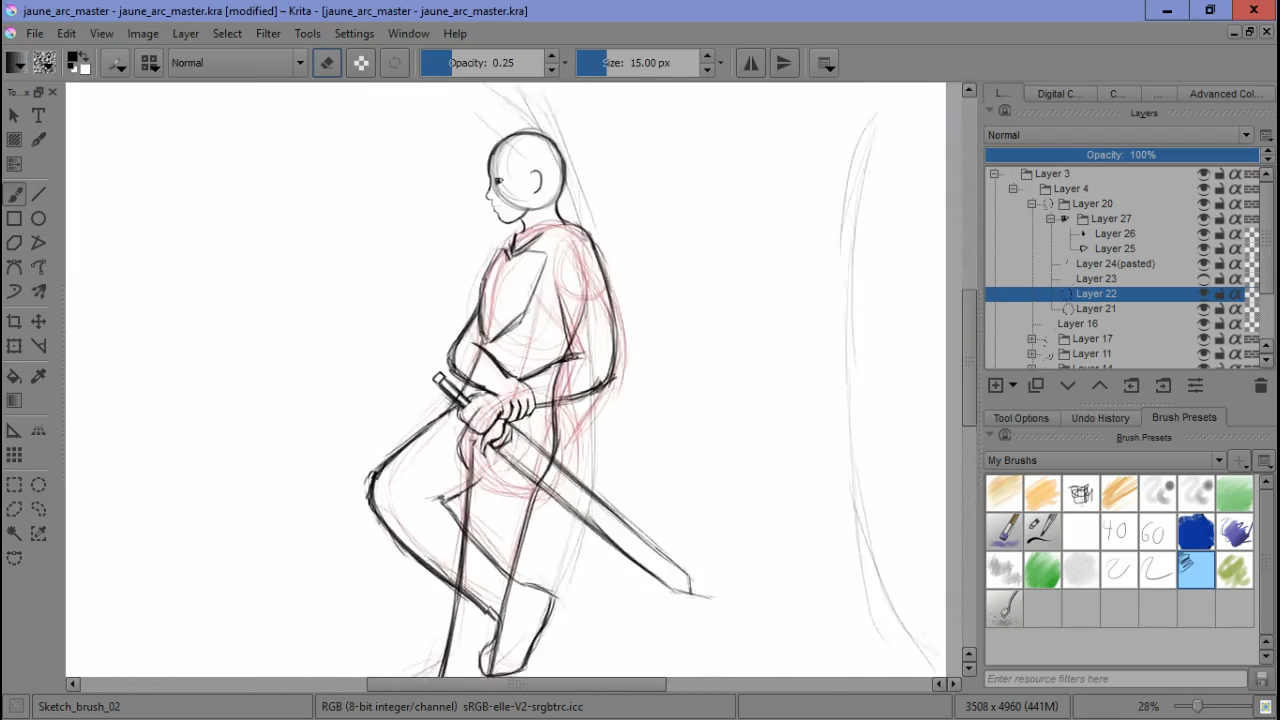 jaune_arc_master - jaune_arc_master.kra [modified] – Krita - [jaune_arc_master - jaune_arc_master.kra]
File Edit View Image Layer Select Filter Tools Settings Window Help
Normal Opacity: 0.25 Size: 15.00 px
To...x L... Digital C... C... ... Advanced Col...
Layers
Normal
Opacity: 100%
Layer 3
Layer 4
Layer 20
Layer 27
Layer 26
Layer 25
Layer 24(pasted)
Layer 23
Layer 22
Layer 21
Layer 16
Layer 17
Layer 11
Tool Options Undo History Brush Presets
Brush Presets
My Brushes
40 60
Enter resource filters here
Sketch_brush_02 RGB (8-bit integer/channel) sRGB-elle-V2-srgbtrc.icc 3508 x 4960 (441M) 28%